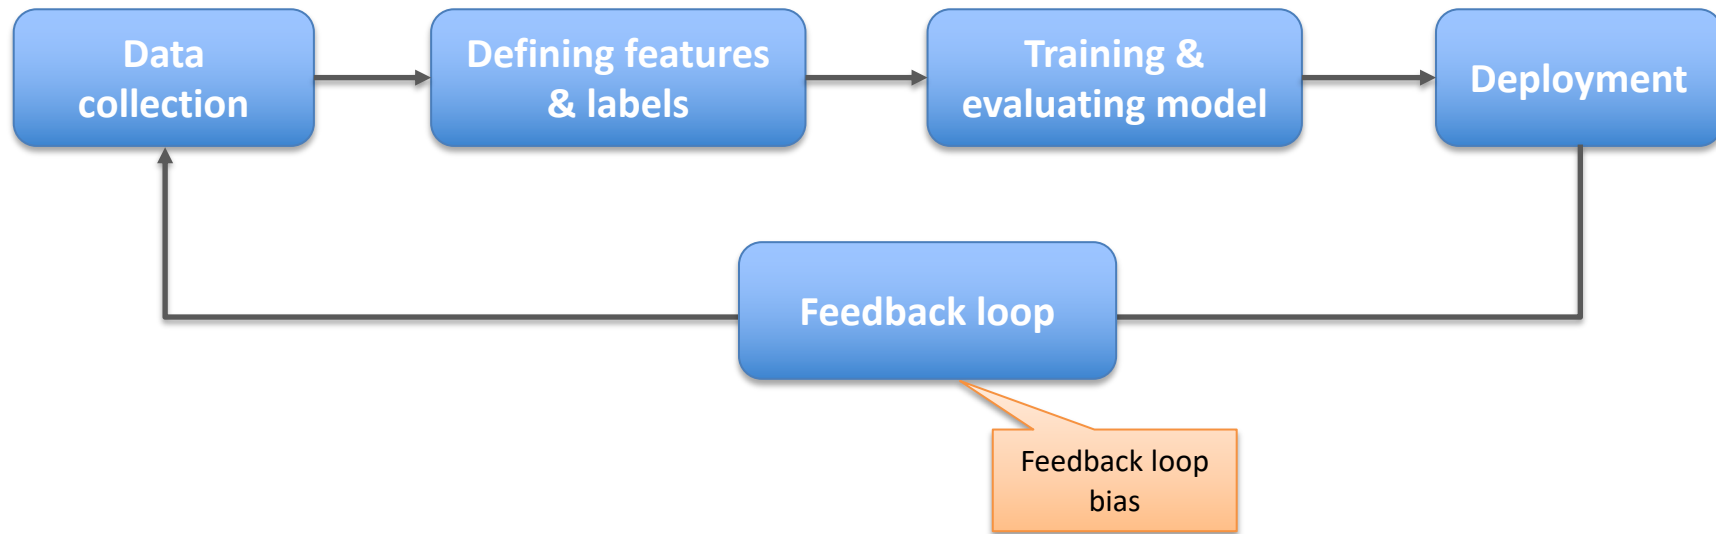 Data
collection
Defining features
& labels
Training &
evaluating model
Deployment
Feedback loop
Feedback loop
bias